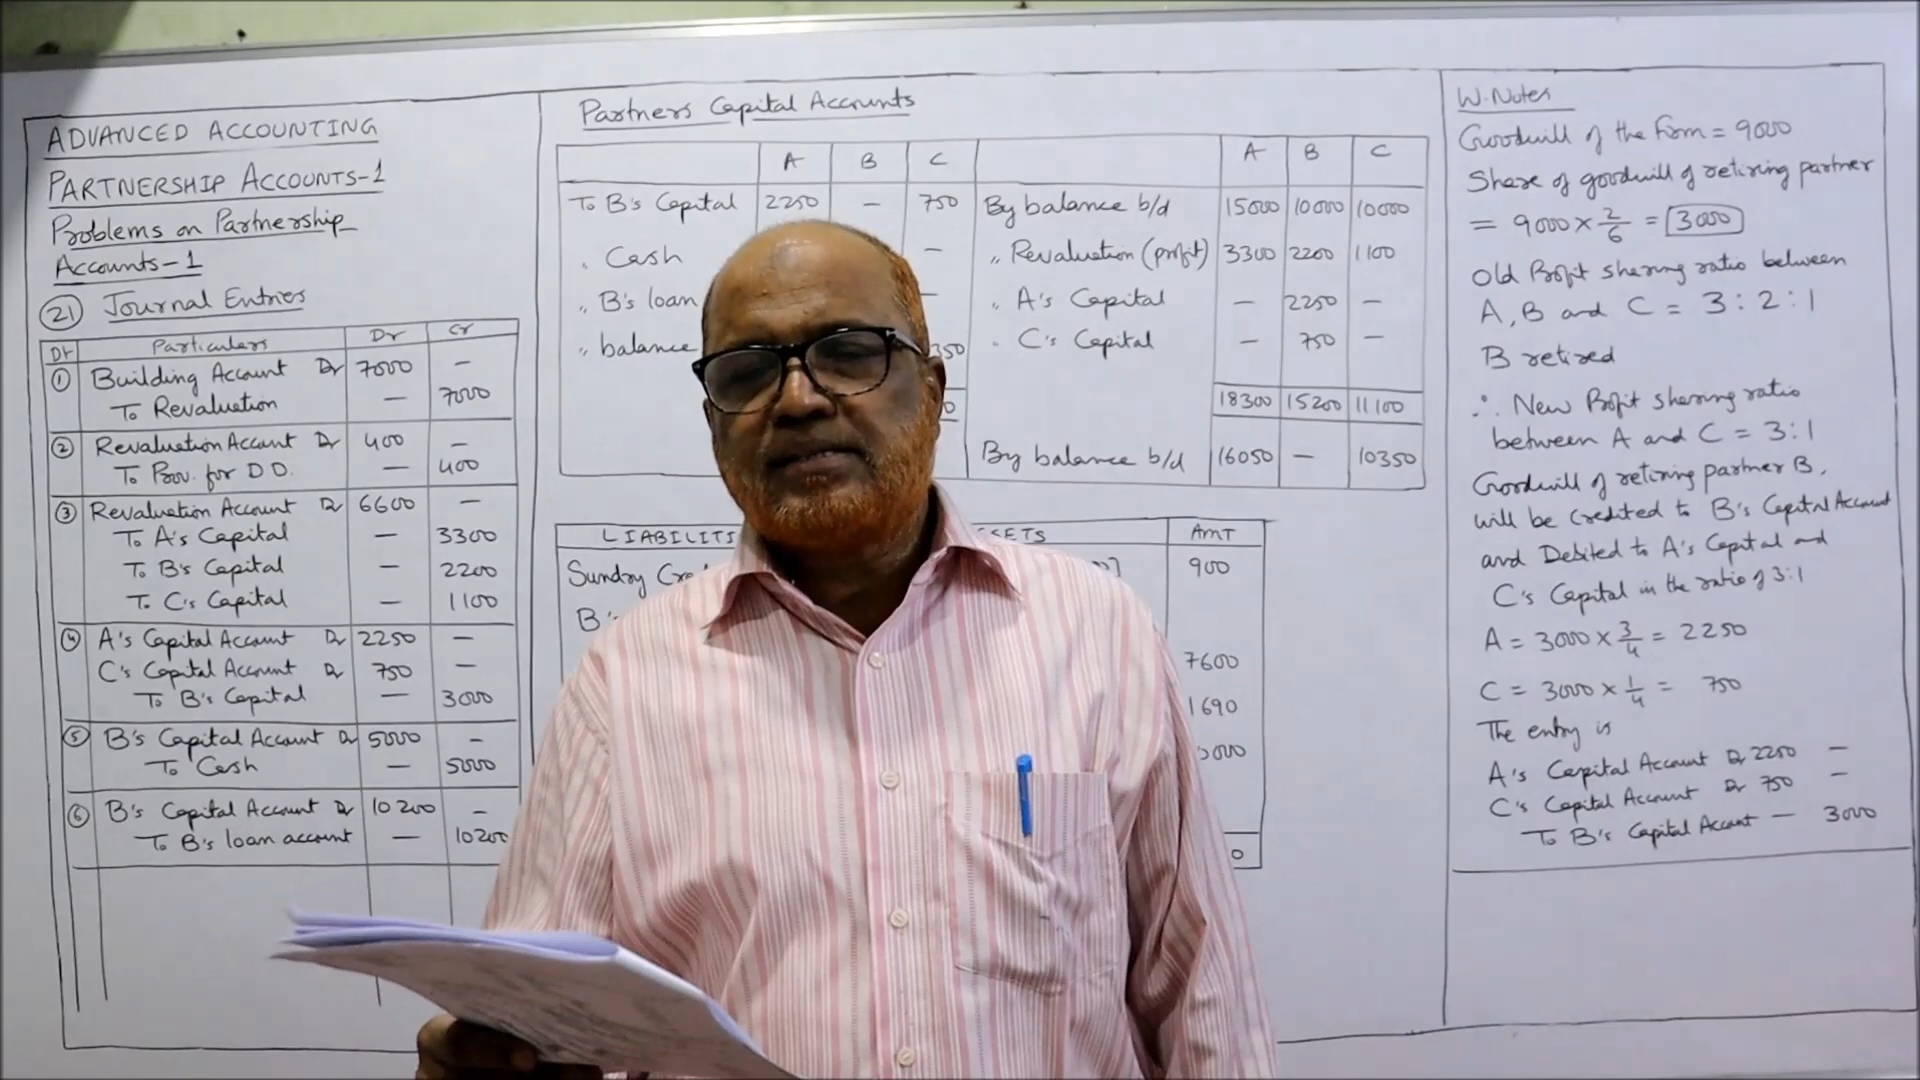 ADVANCED ACCOUNTING
PARTNERSHIP ACCOUNTS-1
Problems on Partnership
Accounts-1
21 Journal Entries
Dt Particulars Dr Cr
1 Building Account Dr 7000 -
To Revaluation - 7000
2 Revaluation Account Dr 400 -
To Prov. for D D. - 400
3 Revaluation Account Dr 6600 -
To A's Capital - 3300
To B's Capital - 2200
To C's Capital - 1100
4 A's Capital Account Dr 2250 -
C's Capital Account Dr 750 -
To B's Capital - 3000
5 B's Capital Account Dr 5000 -
To Cash - 5000
6 B's Capital Account Dr 10200 -
To B's loan account - 10200
Partners Capital Accounts
A B C A B C
To B's Capital 2250 - 750 By balance b/d 15000 10000 10000
Cash - " Revaluation (profit) 3300 2200 1100
" B's loan - " A's Capital - 2250 -
" balance 350 " C's Capital - 750 -
0 18300 15200 11100
By balance b/d 16050 - 10350
LIABILITI SETS AMT
Sundry Cre 900
B's
7600
1690
000
0
W. Notes
Goodwill of the Firm = 9000
Share of goodwill of retiring partner
= 9000 × 2/6 = 3000
Old Profit sharing ratio between
A, B and C = 3 : 2 : 1
B retired
∴ New Profit sharing ratio
between A and C = 3 : 1
Goodwill of retiring partner B,
will be Credited to B's Capital Account
and Debited to A's Capital and
C's Capital in the ratio of 3:1
A = 3000 × 3/4 = 2250
C = 3000 × 1/4 = 750
The entry is
A's Capital Account Dr 2250 -
C's Capital Account Dr 750 -
To B's Capital Account - 3000